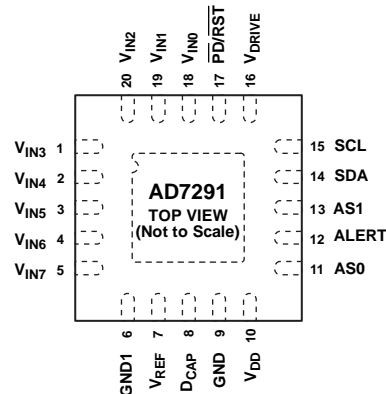 20 VIN2
19 VIN1
18 VIN0
17 PD/RST
16 VDRIVE
VIN3 1
VIN4 2
VIN5 3
VIN6 4
VIN7 5
AD7291
TOP VIEW
(Not to Scale)
15 SCL
14 SDA
13 AS1
12 ALERT
11 AS0
GND1 6
VREF 7
DCAP 8
GND 9
VDD 10